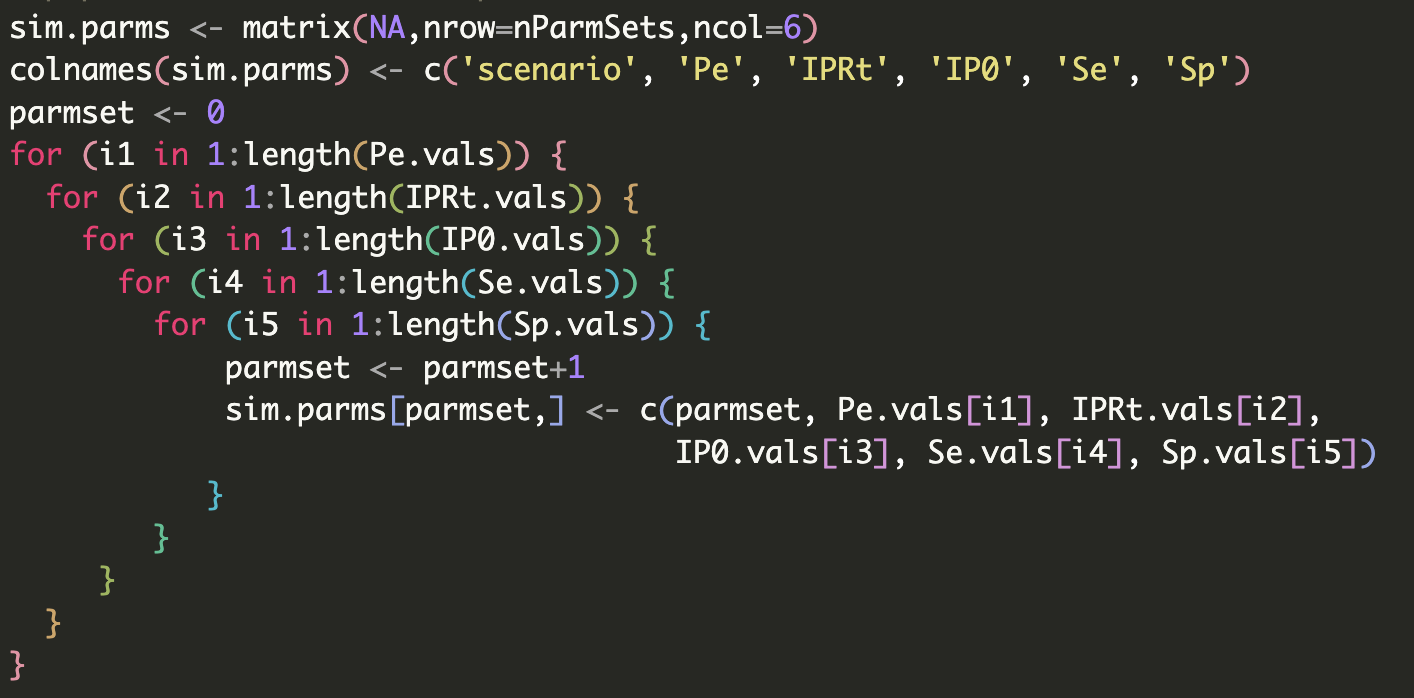 sim.parms <- matrix(NA,nrow=nParmSets,ncol=6)
colnames(sim.parms) <- c('scenario', 'Pe', 'IPRt', 'IP0', 'Se', 'Sp')
parmset <- 0
for (i1 in 1:length(Pe.vals)) {
  for (i2 in 1:length(IPRt.vals)) {
    for (i3 in 1:length(IP0.vals)) {
      for (i4 in 1:length(Se.vals)) {
        for (i5 in 1:length(Sp.vals)) {
            parmset <- parmset+1
            sim.parms[parmset,] <- c(parmset, Pe.vals[i1], IPRt.vals[i2],
                                     IP0.vals[i3], Se.vals[i4], Sp.vals[i5])
           }
        }
     }
  }
}